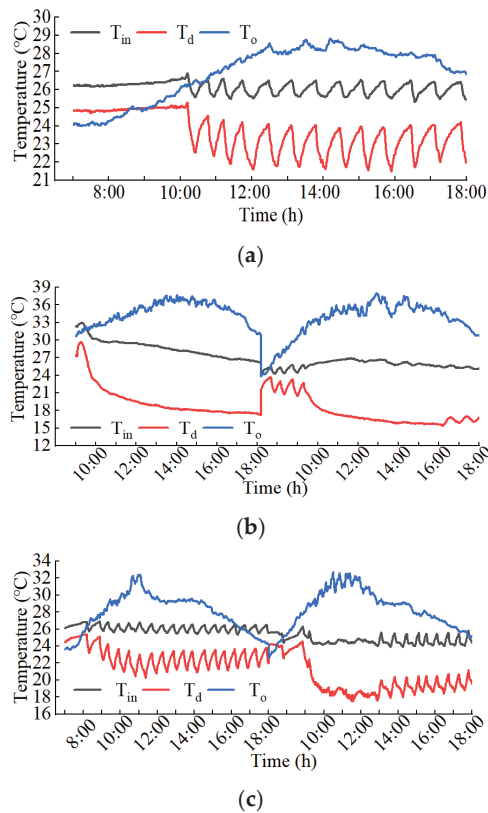 30
29
28
27
26
25
24
23
22
21
Temperature (°C)
T_in T_d T_o
8:00 10:00 12:00 14:00 16:00 18:00
Time (h)
(a)
39
36
33
30
27
24
21
18
15
12
Temperature (°C)
T_in T_d T_o
10:00 12:00 14:00 16:00 18:00 10:00 12:00 14:00 16:00 18:00
Time (h)
(b)
34
32
30
28
26
24
22
20
18
16
Temperature (°C)
T_in T_d T_o
8:00 10:00 12:00 14:00 16:00 18:00 10:00 12:00 14:00 16:00 18:00
Time (h)
(c)